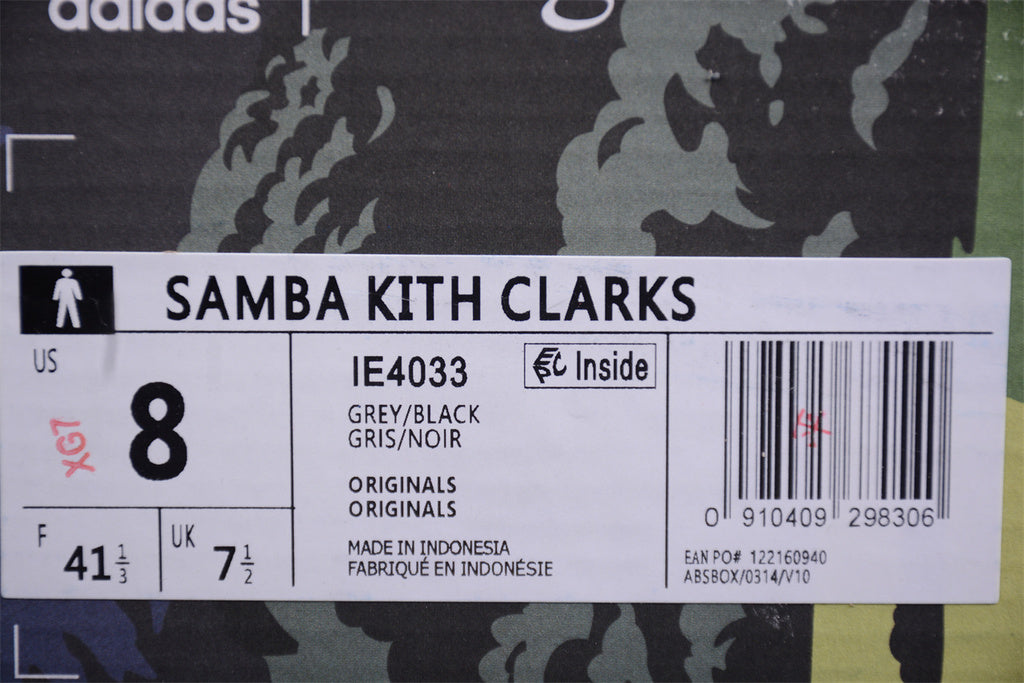 adidas
SAMBA KITH CLARKS
US
8
XG7
F
41 1/3
UK
7 1/2
IE4033
Inside
GREY/BLACK
GRIS/NOIR
ORIGINALS
ORIGINALS
MADE IN INDONESIA
FABRIQUÉ EN INDONÉSIE
0 910409 298306
EAN PO# 122160940
ABSBOX/0314/V10